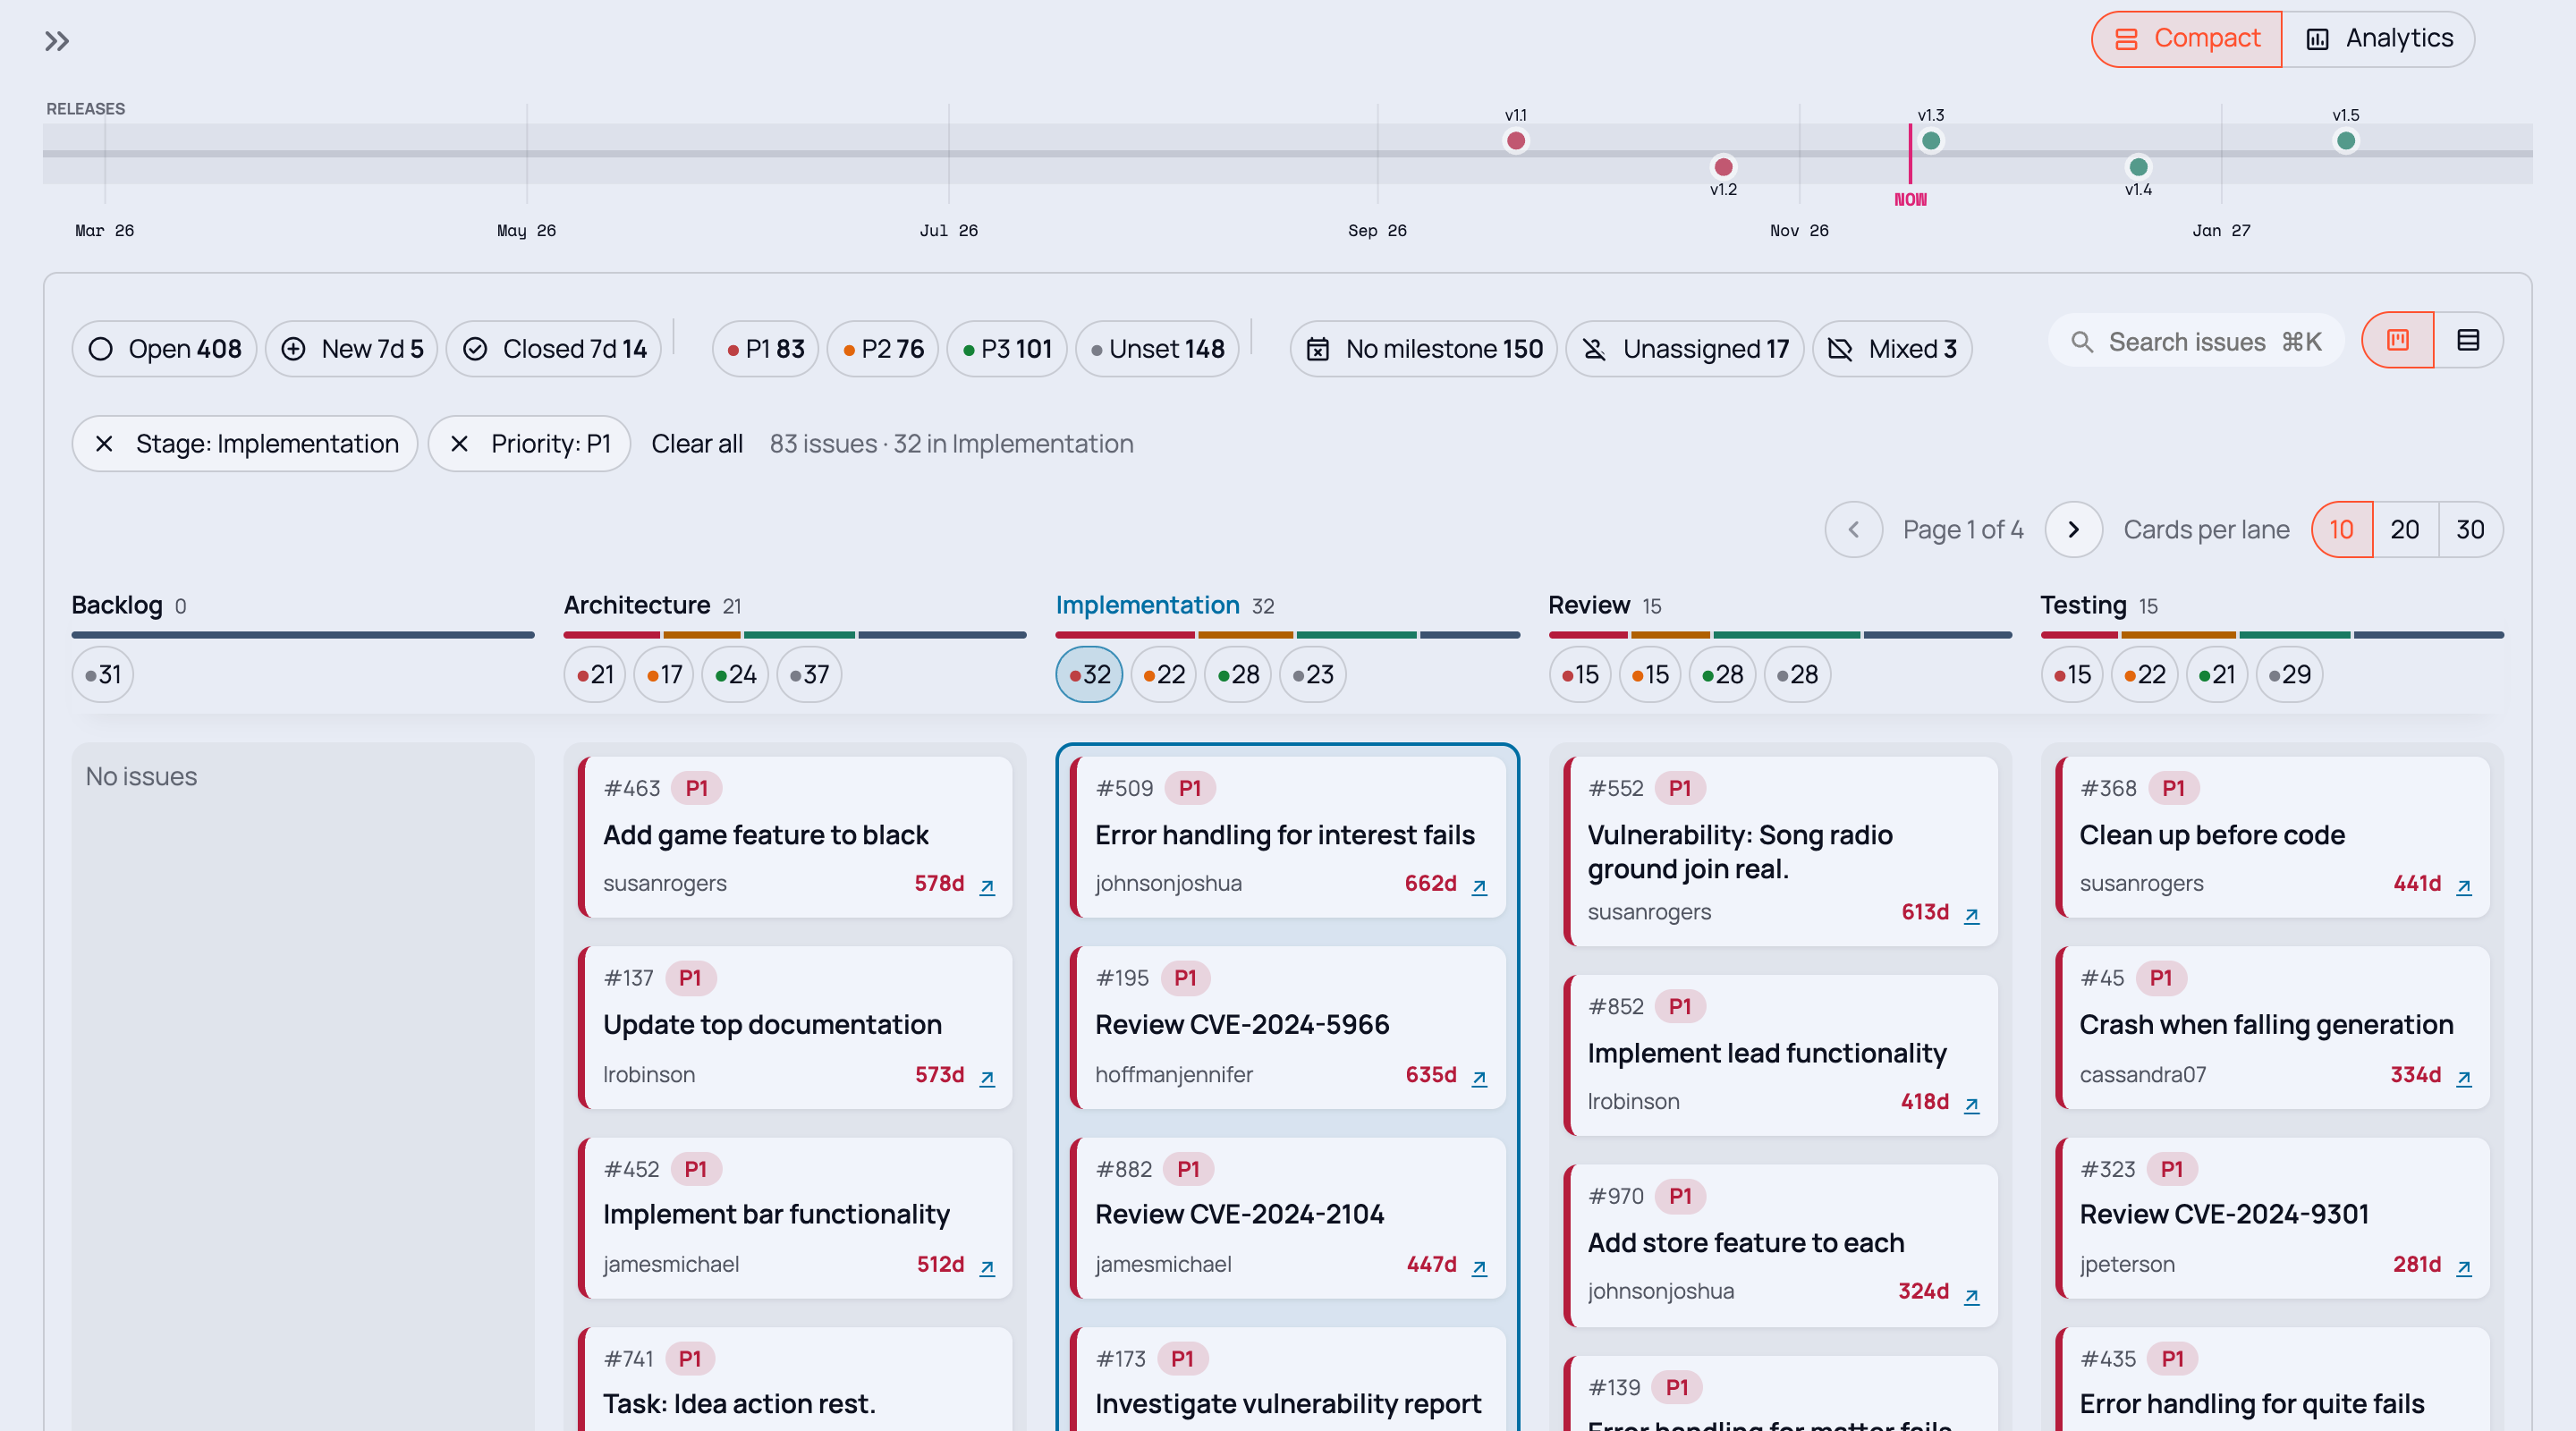 Compact Analytics
RELEASES
v1.1 v1.3 v1.5
v1.2 v1.4
NOW
Mar 26 May 26 Jul 26 Sep 26 Nov 26 Jan 27
Open 408 New 7d 5 Closed 7d 14 P1 83 P2 76 P3 101 Unset 148 No milestone 150 Unassigned 17 Mixed 3 Search issues ⌘K
Stage: Implementation Priority: P1 Clear all 83 issues · 32 in Implementation
Page 1 of 4 Cards per lane 10 20 30
Backlog 0
31
No issues
Architecture 21
21 17 24 37
#463 P1
Add game feature to black
susanrogers 578d
#137 P1
Update top documentation
lrobinson 573d
#452 P1
Implement bar functionality
jamesmichael 512d
#741 P1
Task: Idea action rest.
Implementation 32
32 22 28 23
#509 P1
Error handling for interest fails
johnsonjoshua 662d
#195 P1
Review CVE-2024-5966
hoffmanjennifer 635d
#882 P1
Review CVE-2024-2104
jamesmichael 447d
#173 P1
Investigate vulnerability report
Review 15
15 15 28 28
#552 P1
Vulnerability: Song radio
ground join real.
susanrogers 613d
#852 P1
Implement lead functionality
lrobinson 418d
#970 P1
Add store feature to each
johnsonjoshua 324d
#139 P1
Error handling for matter fails
Testing 15
15 22 21 29
#368 P1
Clean up before code
susanrogers 441d
#45 P1
Crash when falling generation
cassandra07 334d
#323 P1
Review CVE-2024-9301
jpeterson 281d
#435 P1
Error handling for quite fails